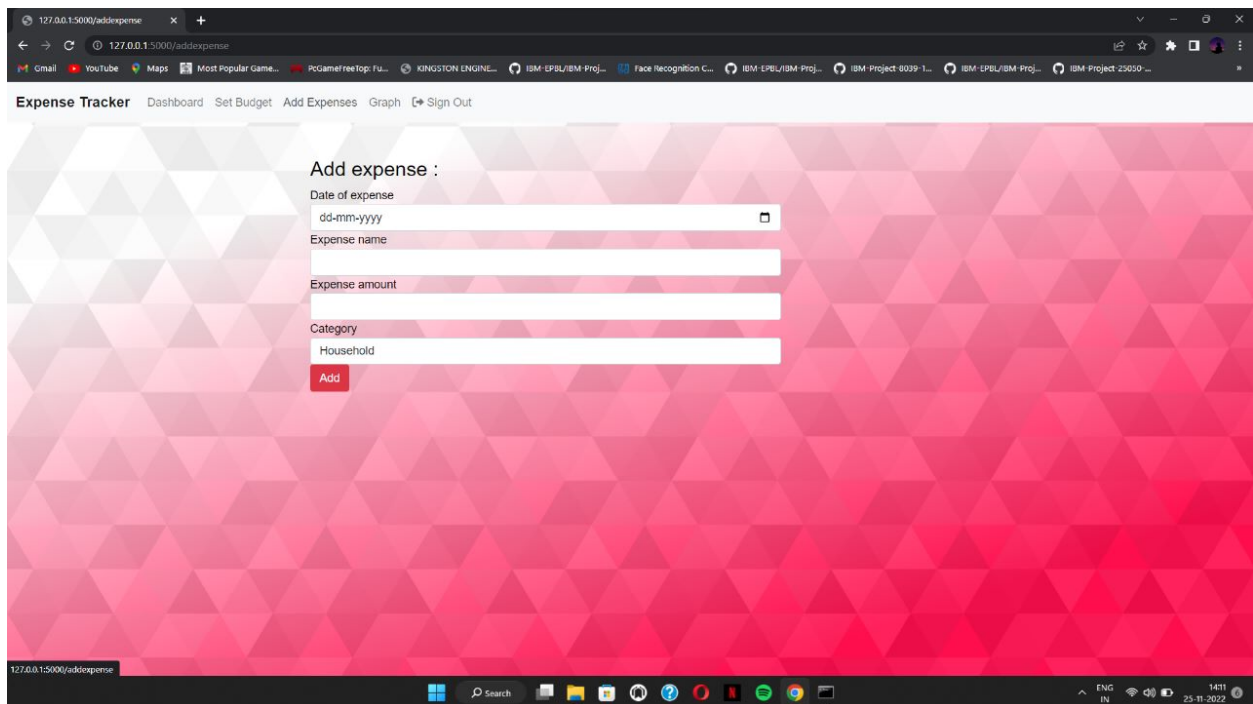 127.0.0.1:5000/addexpense
127.0.0.1:5000/addexpense
Gmail YouTube Maps Most Popular Game... PcGameFreeTop: Fu... KINGSTON ENGINE... IBM-EPBL/IBM-Proj... Face Recognition C... IBM-EPBL/IBM-Proj... IBM-Project-8039-1... IBM-EPBL/IBM-Proj... IBM-Project-25050-...
Expense Tracker Dashboard Set Budget Add Expenses Graph Sign Out
Add expense :
Date of expense
dd-mm-yyyy
Expense name
Expense amount
Category
Household
Add
127.0.0.1:5000/addexpense
Search
ENG
IN
14:11
25-11-2022
6